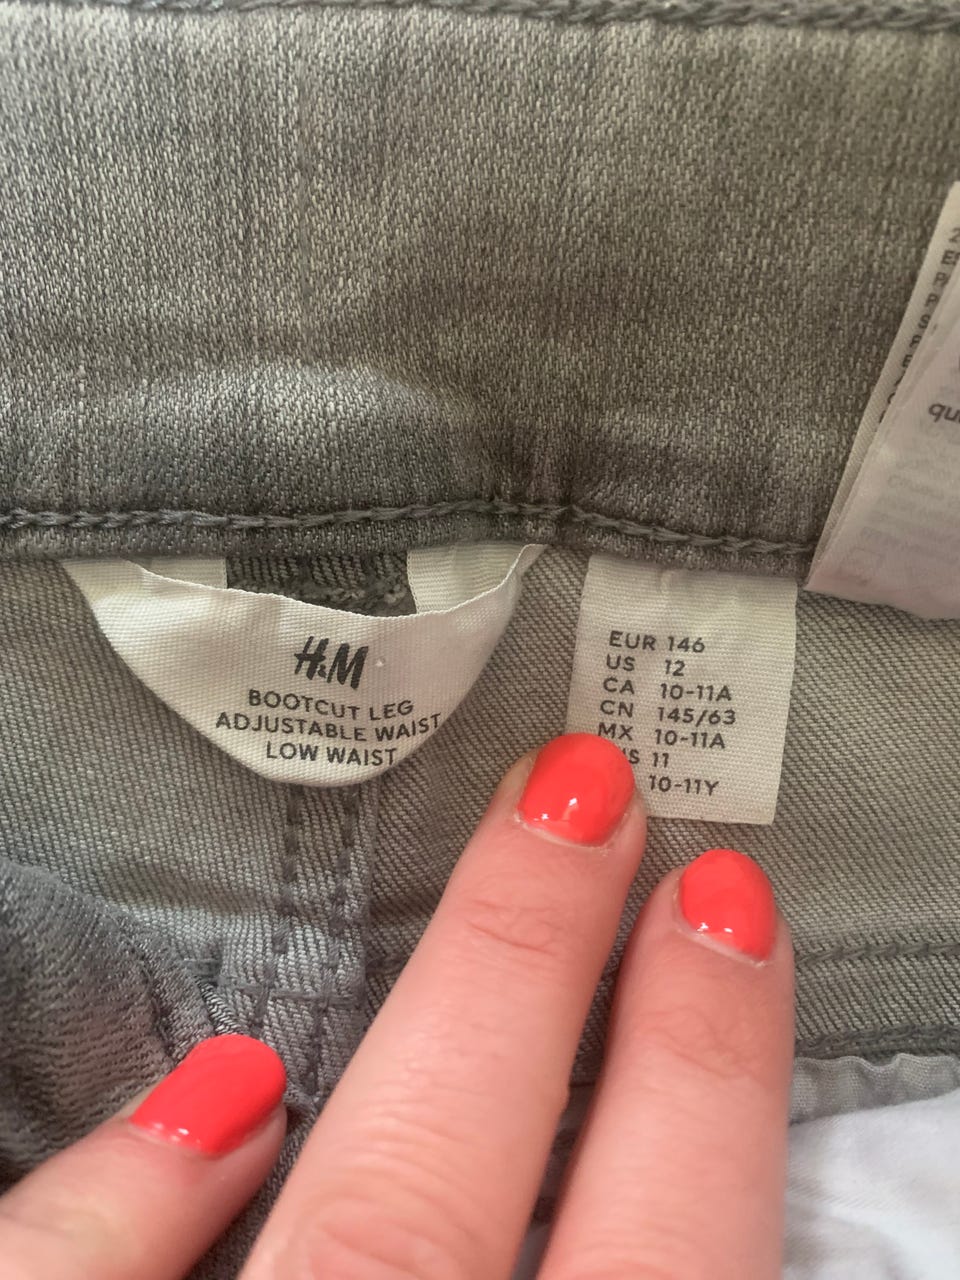 H&M
BOOTCUT LEG
ADJUSTABLE WAIST
LOW WAIST
EUR 146
US 12
CA 10-11A
CN 145/63
MX 10-11A
S 11
10-11Y